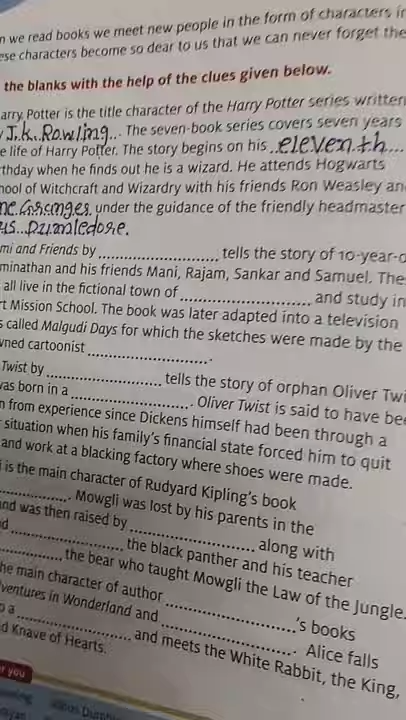 n we read books we meet new people in the form of characters in
ese characters become so dear to us that we can never forget the
the blanks with the help of the clues given below.
arry Potter is the title character of the Harry Potter series written
J.k. Rowling... The seven-book series covers seven years
e life of Harry Potter. The story begins on his ..eleven.th....
rthday when he finds out he is a wizard. He attends Hogwarts
hool of Witchcraft and Wizardry with his friends Ron Weasley an
under the guidance of the friendly headmaster
mi and Friends by ............................ tells the story of 10-year-o
minathan and his friends Mani, Rajam, Sankar and Samuel. The
all live in the fictional town of ............................, and study in
rt Mission School. The book was later adapted into a television
s called Malgudi Days for which the sketches were made by the
wned cartoonist ............................
Twist by ............................ tells the story of orphan Oliver Twi
was born in a ............................. Oliver Twist is said to have bee
n from experience since Dickens himself had been through a
situation when his family's financial state forced him to quit
and work at a blacking factory where shoes were made.
i is the main character of Rudyard Kipling's book
................. Mowgli was lost by his parents in the
and was then raised by ............................ along with
d ............................ the black panther and his teacher
................, the bear who taught Mowgli the Law of the Jungle.
he main character of author ............................'s books
ventures in Wonderland and ............................. Alice falls
o a ............................ and meets the White Rabbit, the King,
d Knave of Hearts.
r you